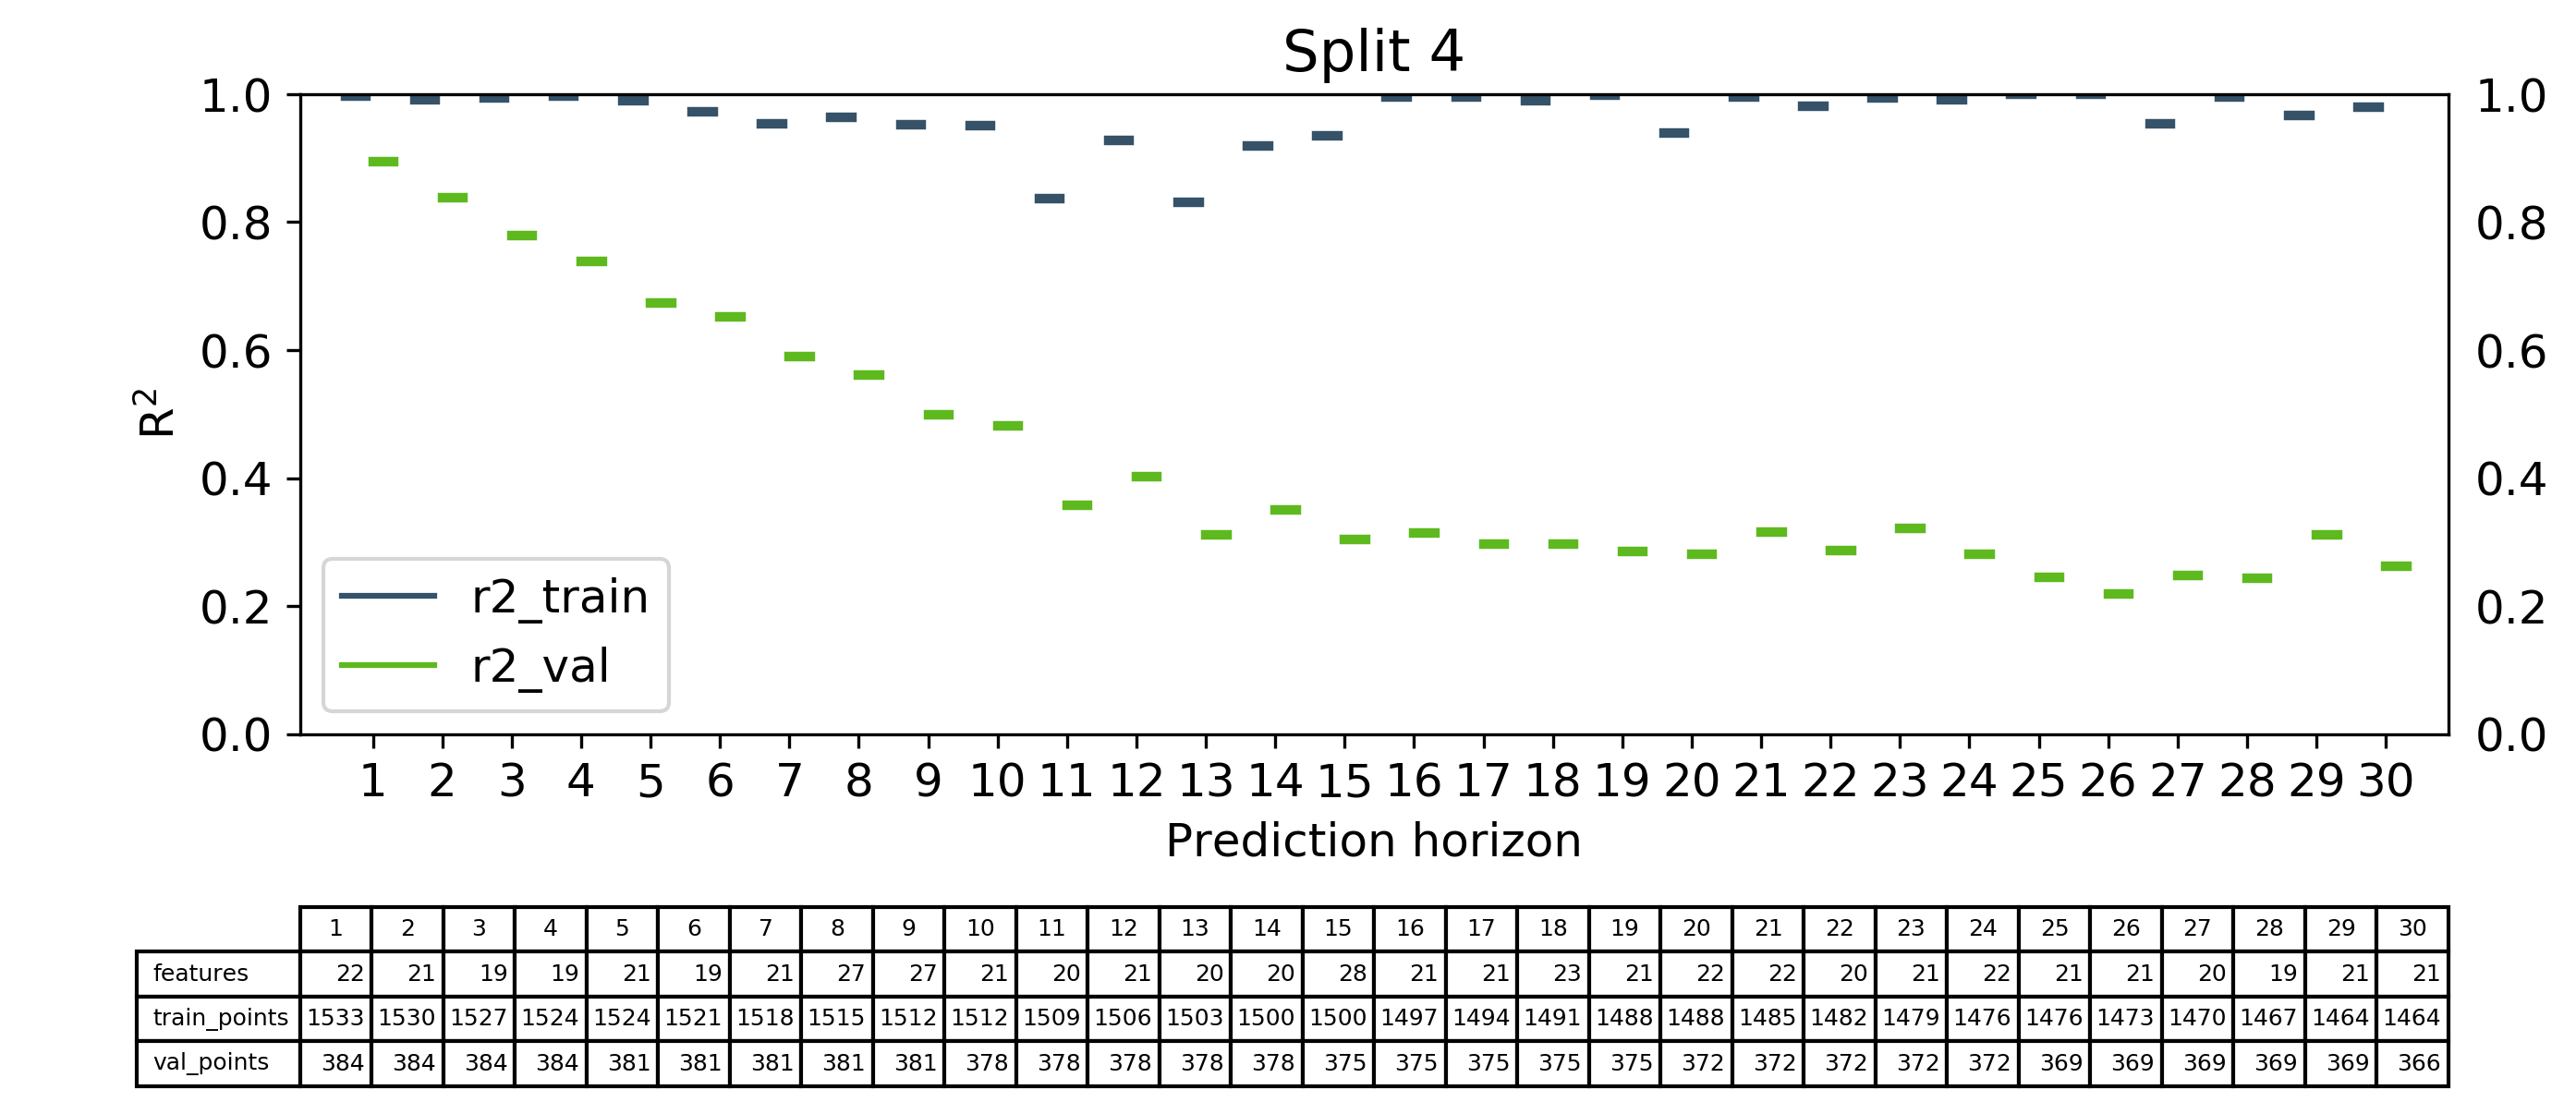 Split 4
1.0 1.0
0.8 0.8
0.6 0.6
R²
0.4 0.4
0.2 0.2
0.0 0.0
r2_train
r2_val
1 2 3 4 5 6 7 8 9 10 11 12 13 14 15 16 17 18 19 20 21 22 23 24 25 26 27 28 29 30
Prediction horizon
1 2 3 4 5 6 7 8 9 10 11 12 13 14 15 16 17 18 19 20 21 22 23 24 25 26 27 28 29 30
features 22 21 19 19 21 19 21 27 27 21 20 21 20 20 28 21 21 23 21 22 22 20 21 22 21 21 20 19 21 21
train_points 1533 1530 1527 1524 1524 1521 1518 1515 1512 1512 1509 1506 1503 1500 1500 1497 1494 1491 1488 1488 1485 1482 1479 1476 1476 1473 1470 1467 1464 1464
val_points 384 384 384 384 381 381 381 381 381 378 378 378 378 378 375 375 375 375 375 372 372 372 372 372 369 369 369 369 369 366